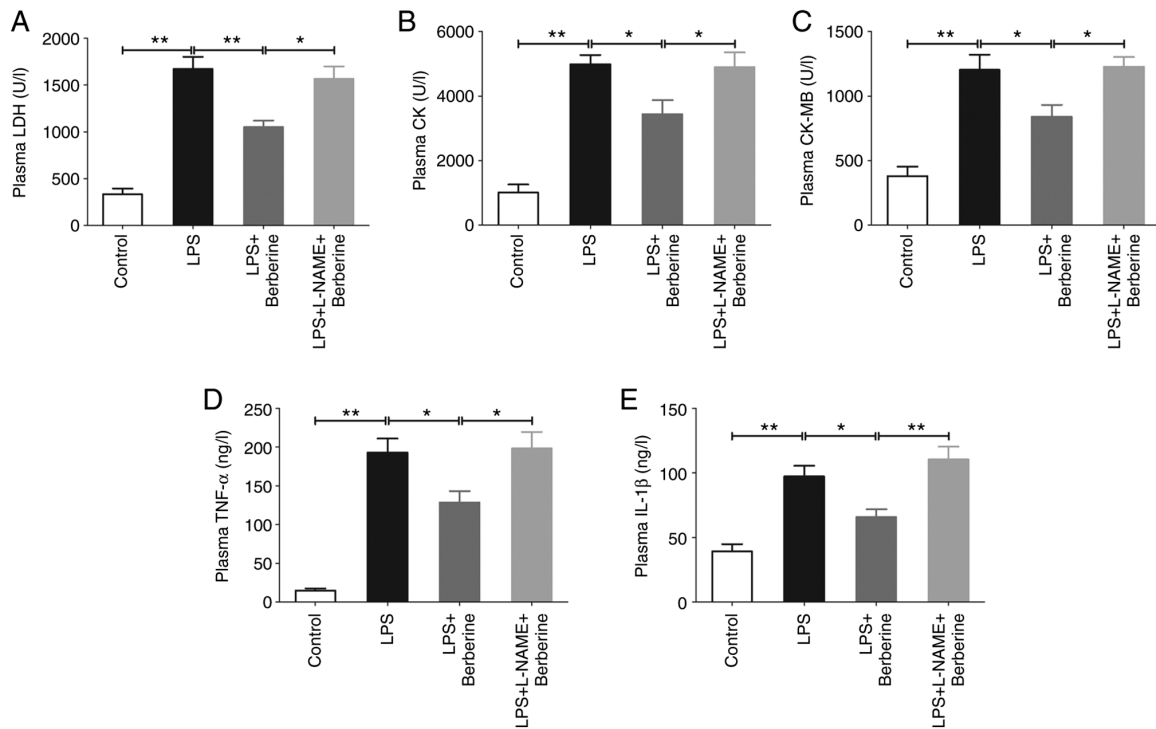 A
Plasma LDH (U/l)
2000
1500
1000
500
0
** ** *
Control
LPS
LPS+
Berberine
LPS+L-NAME+
Berberine
B
Plasma CK (U/l)
6000
4000
2000
0
** * *
Control
LPS
LPS+
Berberine
LPS+L-NAME+
Berberine
C
Plasma CK-MB (U/l)
1500
1000
500
0
** * *
Control
LPS
LPS+
Berberine
LPS+L-NAME+
Berberine
D
Plasma TNF-α (ng/l)
250
200
150
100
50
0
** * *
Control
LPS
LPS+
Berberine
LPS+L-NAME+
Berberine
E
Plasma IL-1β (ng/l)
150
100
50
0
** * **
Control
LPS
LPS+
Berberine
LPS+L-NAME+
Berberine